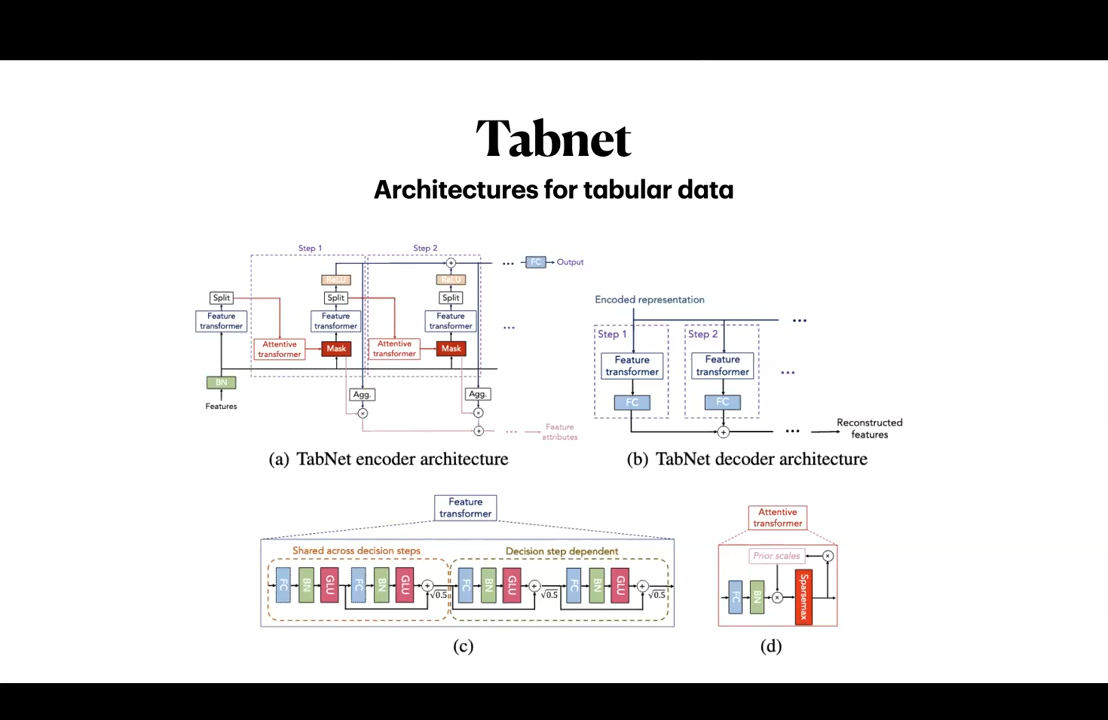 Tabnet
Architectures for tabular data
Step 1
Step 2
ReLU
ReLU
... FC Output
Split
Split
Split
Feature
transformer
Feature
transformer
Feature
transformer
...
Attentive
transformer
Mask
Attentive
transformer
Mask
BN
Features
Agg.
Agg.
... Feature
attributes
(a) TabNet encoder architecture
Encoded representation
...
Step 1
Step 2
Feature
transformer
Feature
transformer
...
FC
FC
... Reconstructed
features
(b) TabNet decoder architecture
Feature
transformer
Shared across decision steps
Decision step dependent
FC BN GLU FC BN GLU + √0.5 FC BN GLU + √0.5 FC BN GLU + √0.5
(c)
Attentive
transformer
Prior scales
FC BN Sparsemax
(d)